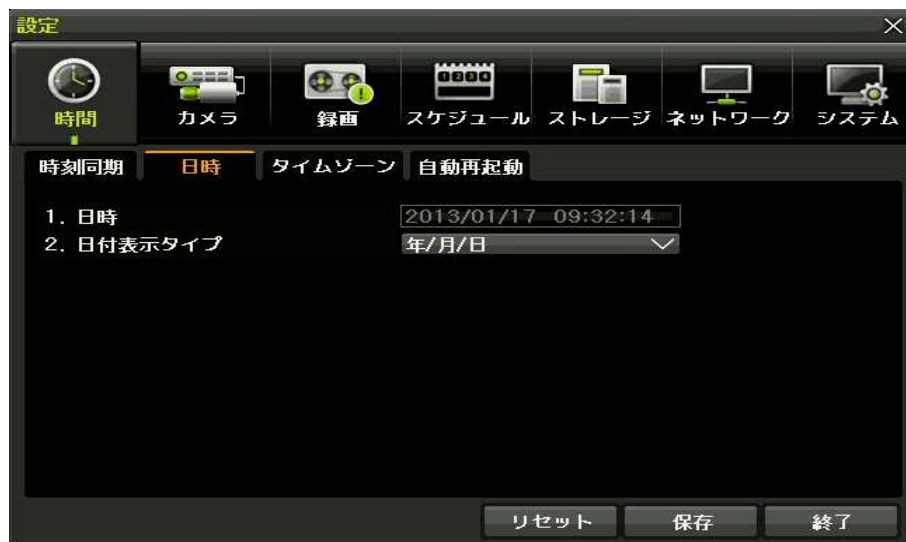 設定
時間 カメラ 録画 スケジュール ストレージ ネットワーク システム
時刻同期 日時 タイムゾーン 自動再起動
1. 日時 2013/01/17 09:32:14
2. 日付表示タイプ 年/月/日
リセット 保存 終了